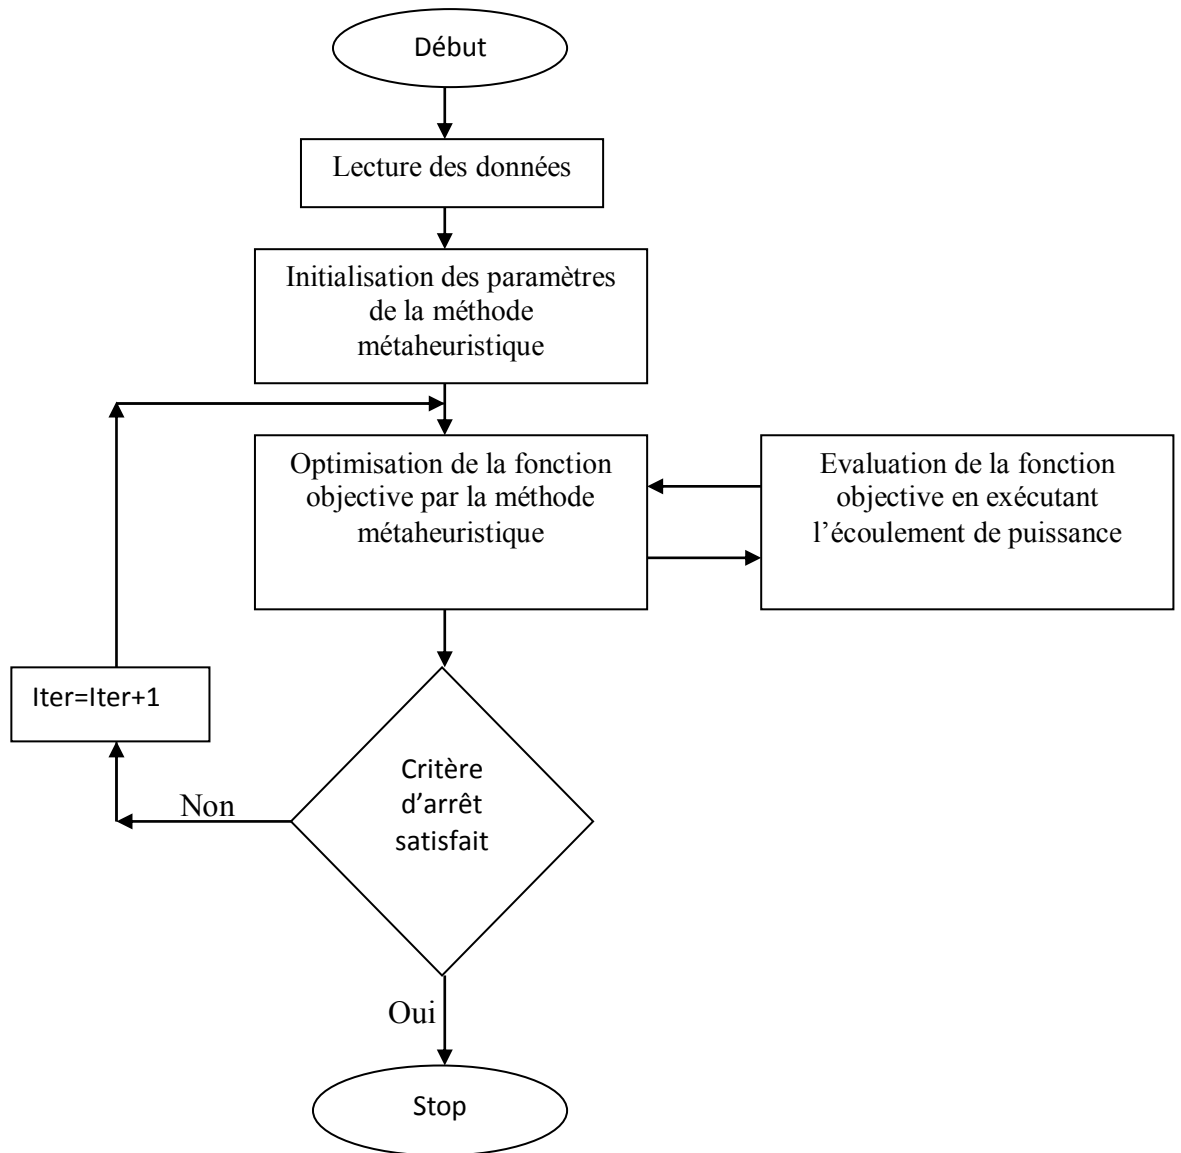 Début
Lecture des données
Initialisation des paramètres
de la méthode
métaheuristique
Optimisation de la fonction
objective par la méthode
métaheuristique
Evaluation de la fonction
objective en exécutant
l’écoulement de puissance
Iter=Iter+1
Critère
d’arrêt
satisfait
Non
Oui
Stop